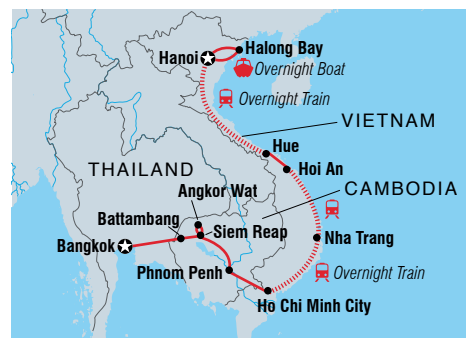 Hanoi
Halong Bay
Overnight Boat
Overnight Train
VIETNAM
Hue
THAILAND
Hoi An
Angkor Wat
CAMBODIA
Battambang
Siem Reap
Bangkok
Nha Trang
Phnom Penh
Overnight Train
Ho Chi Minh City